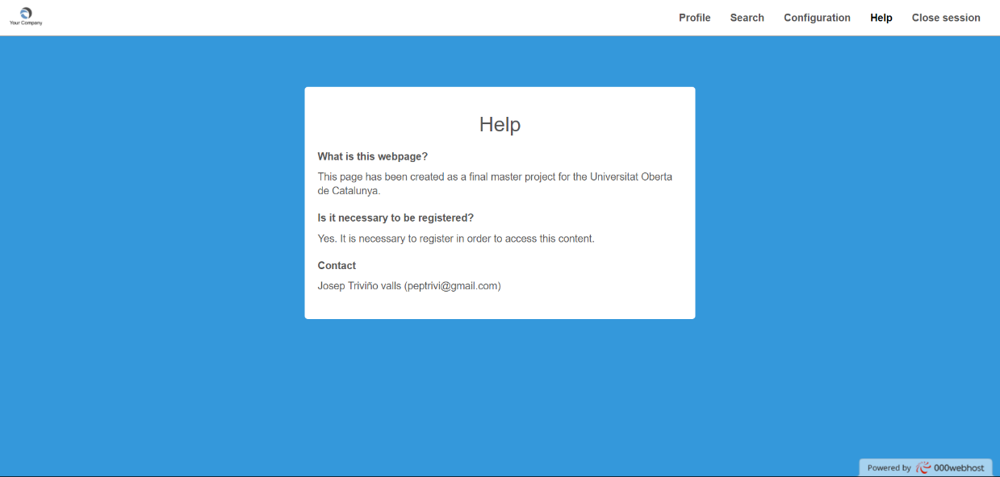 Your Company
Profile Search Configuration Help Close session
Help
What is this webpage?
This page has been created as a final master project for the Universitat Oberta
de Catalunya.
Is it necessary to be registered?
Yes. It is necessary to register in order to access this content.
Contact
Josep Triviño valls (peptrivi@gmail.com)
Powered by 000webhost